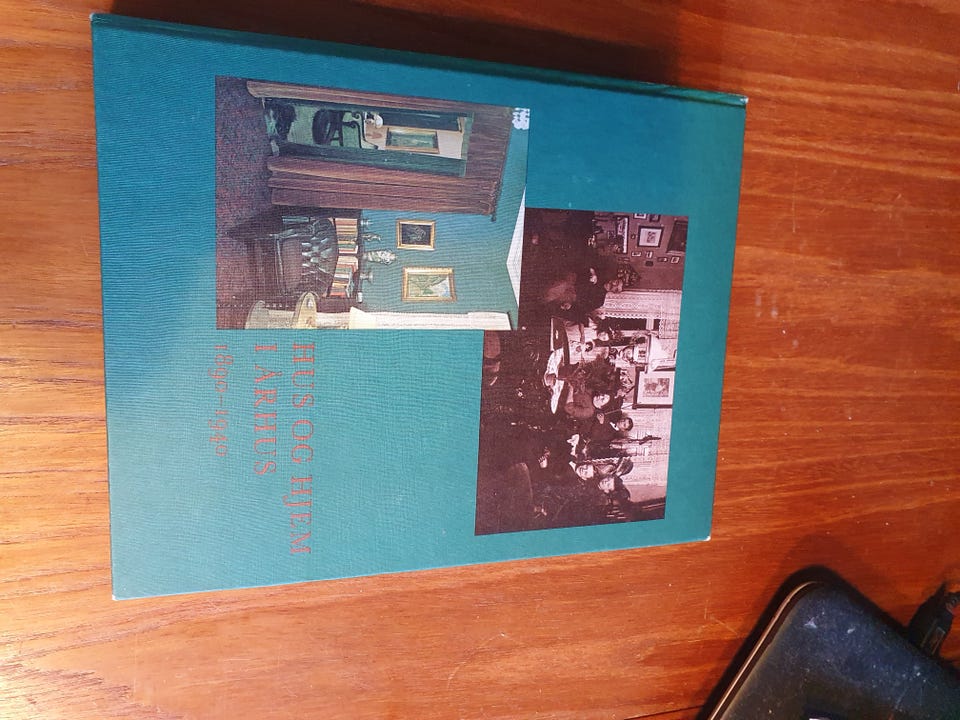 HUS OG HJEM
I ÅRHUS
1890-1940